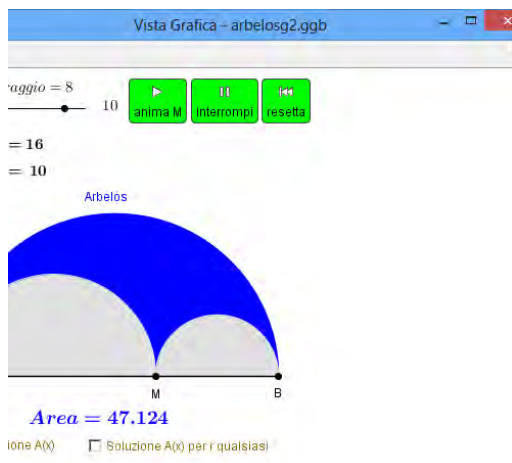 Vista Grafica - arbelosg2.ggb
raggio = 8
10
anima M interrompi resetta
= 16
= 10
Arbelos
M B
Area = 47.124
ione A(x) Soluzione A(x) per r qualsiasi